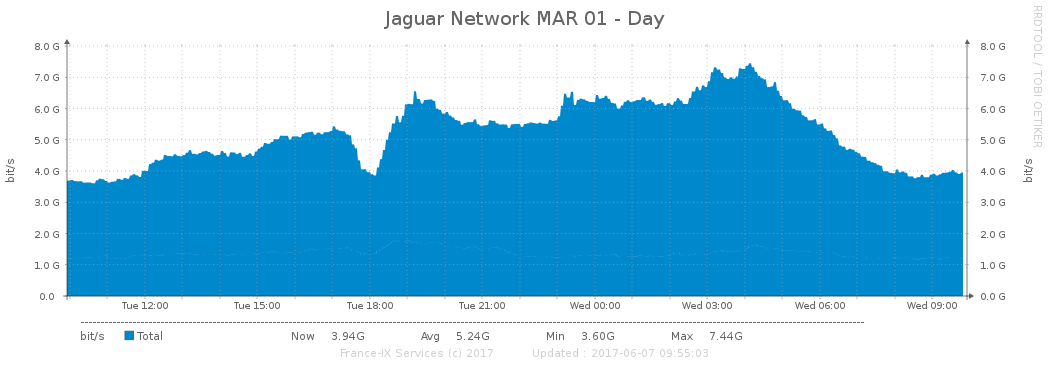 Jaguar Network MAR 01 - Day
RRDTOOL / TOBI OETIKER
8.0 G 8.0 G
7.0 G 7.0 G
6.0 G 6.0 G
5.0 G 5.0 G
4.0 G 4.0 G
3.0 G 3.0 G
2.0 G 2.0 G
1.0 G 1.0 G
0.0 0.0 G
bit/s
bit/s
Tue 12:00 Tue 15:00 Tue 18:00 Tue 21:00 Wed 00:00 Wed 03:00 Wed 06:00 Wed 09:00
bit/s Total Now 3.94G Avg 5.24G Min 3.60G Max 7.44G
France-IX Services (c) 2017 Updated : 2017-06-07 09:55:03